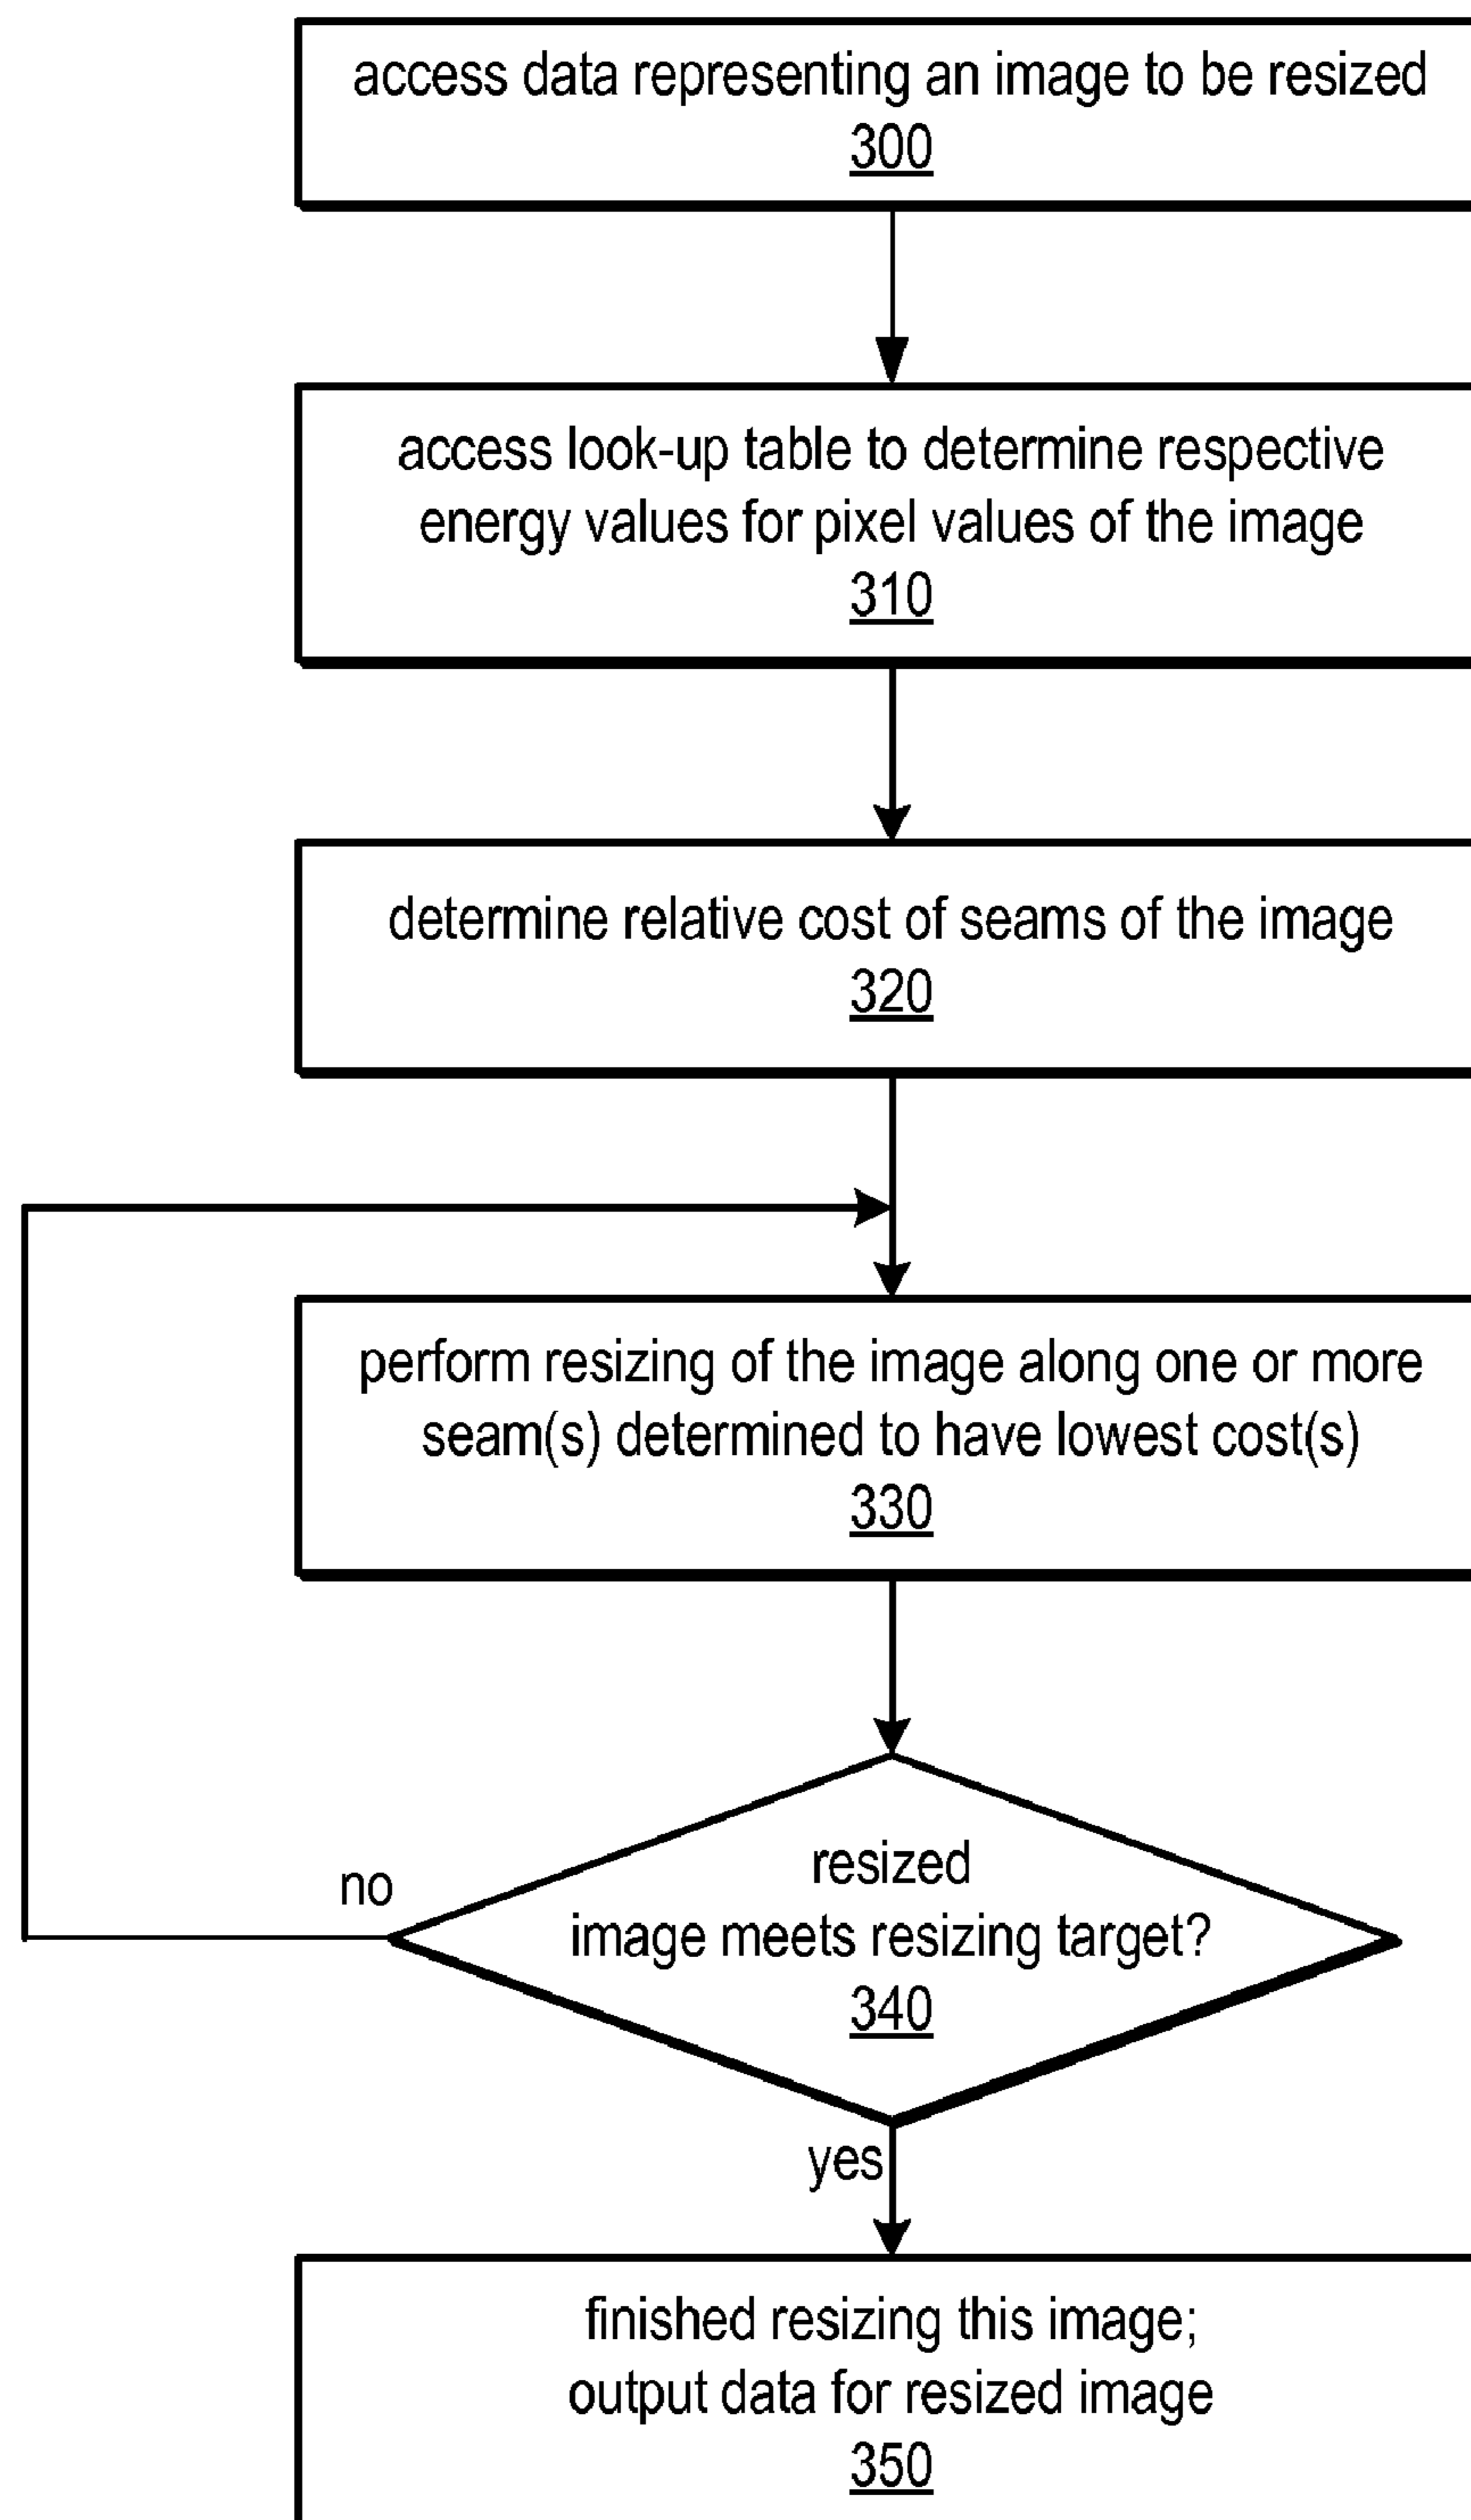 access data representing an image to be resized
300
access look-up table to determine respective
energy values for pixel values of the image
310
determine relative cost of seams of the image
320
perform resizing of the image along one or more
seam(s) determined to have lowest cost(s)
330
resized
image meets resizing target?
340
no
yes
finished resizing this image;
output data for resized image
350